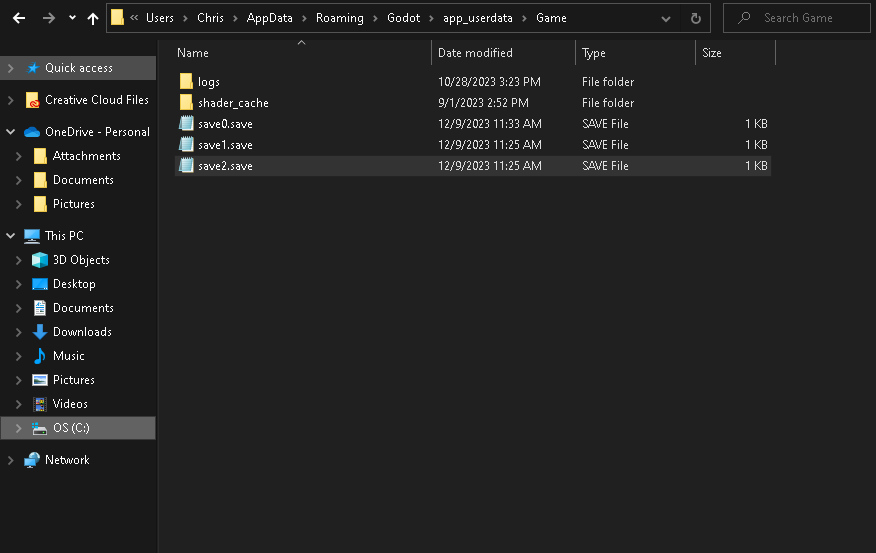 « Users > Chris > AppData > Roaming > Godot > app_userdata > Game
Search Game
Name Date modified Type Size
Quick access
Creative Cloud Files
OneDrive - Personal
Attachments
Documents
Pictures
This PC
3D Objects
Desktop
Documents
Downloads
Music
Pictures
Videos
OS (C:)
Network
logs 10/28/2023 3:23 PM File folder
shader_cache 9/1/2023 2:52 PM File folder
save0.save 12/9/2023 11:33 AM SAVE File 1 KB
save1.save 12/9/2023 11:25 AM SAVE File 1 KB
save2.save 12/9/2023 11:25 AM SAVE File 1 KB